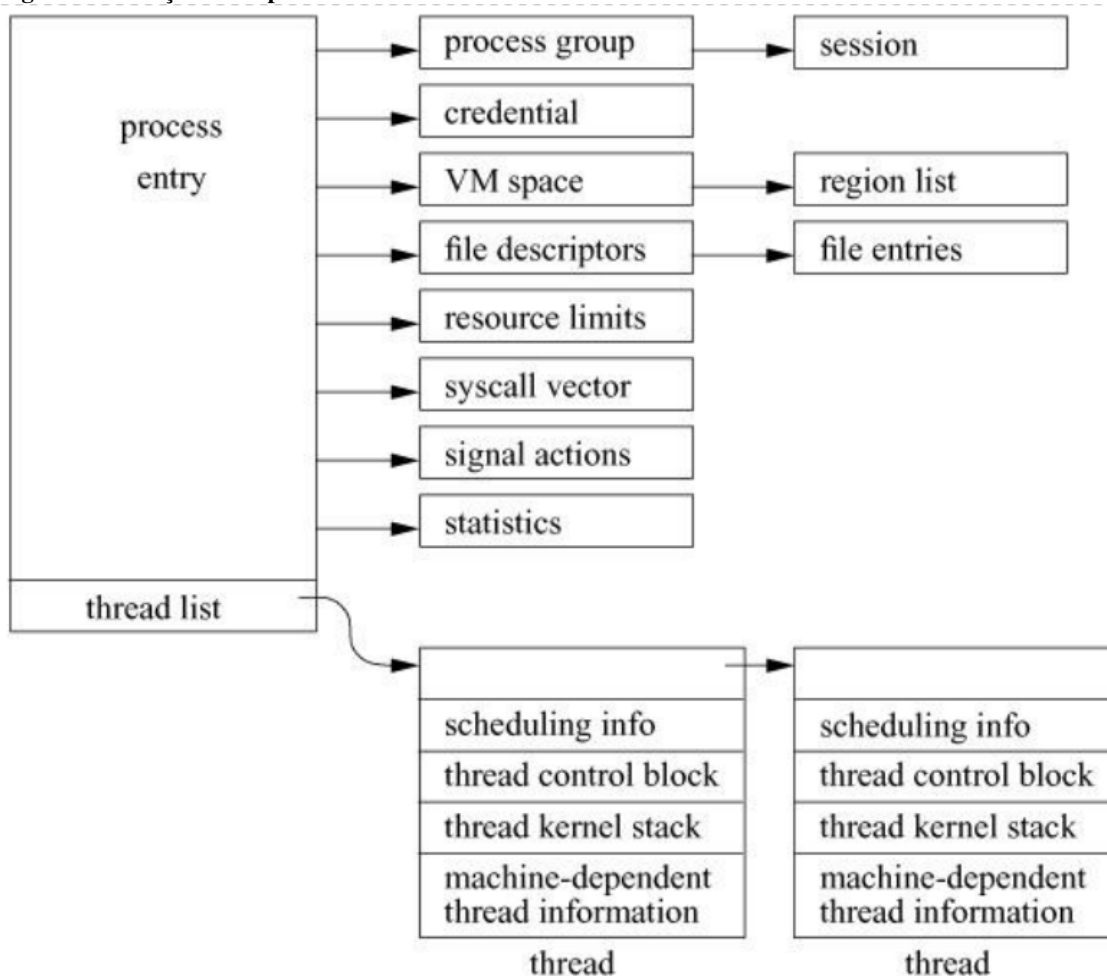 process group
session
process
entry
credential
VM space
region list
file descriptors
file entries
resource limits
syscall vector
signal actions
statistics
thread list
scheduling info
scheduling info
thread control block
thread control block
thread kernel stack
thread kernel stack
machine-dependent
thread information
machine-dependent
thread information
thread
thread